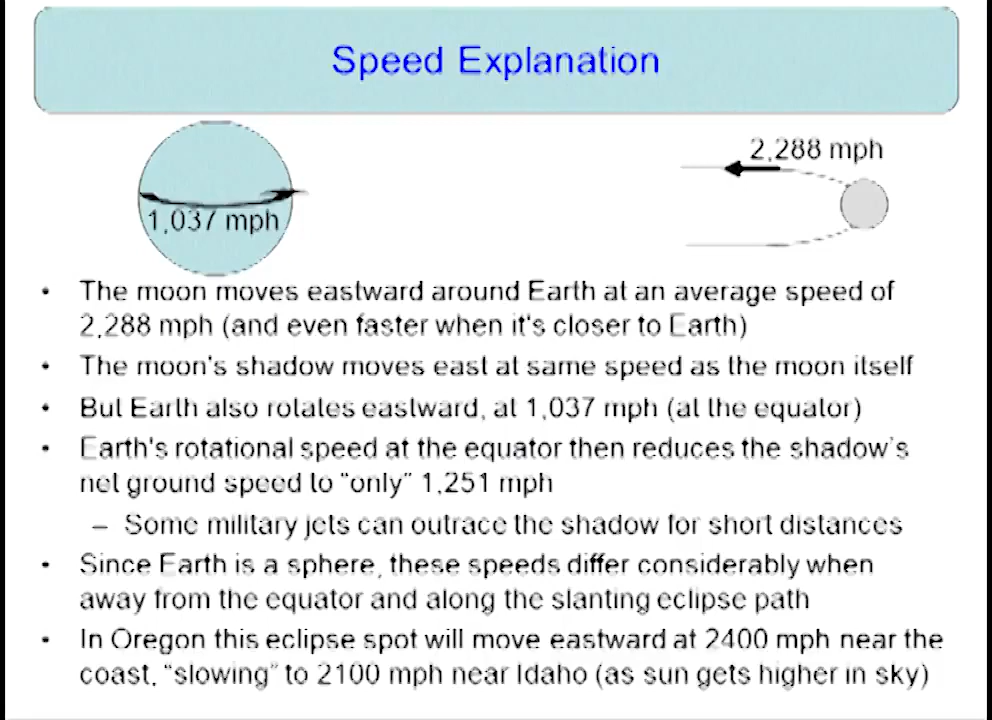 Speed Explanation
2,288 mph
1,037 mph
• The moon moves eastward around Earth at an average speed of
2,288 mph (and even faster when it's closer to Earth)
• The moon's shadow moves east at same speed as the moon itself
• But Earth also rotates eastward, at 1,037 mph (at the equator)
• Earth's rotational speed at the equator then reduces the shadow's
net ground speed to "only" 1,251 mph
– Some military jets can outrace the shadow for short distances
• Since Earth is a sphere, these speeds differ considerably when
away from the equator and along the slanting eclipse path
• In Oregon this eclipse spot will move eastward at 2400 mph near the
coast, "slowing" to 2100 mph near Idaho (as sun gets higher in sky)